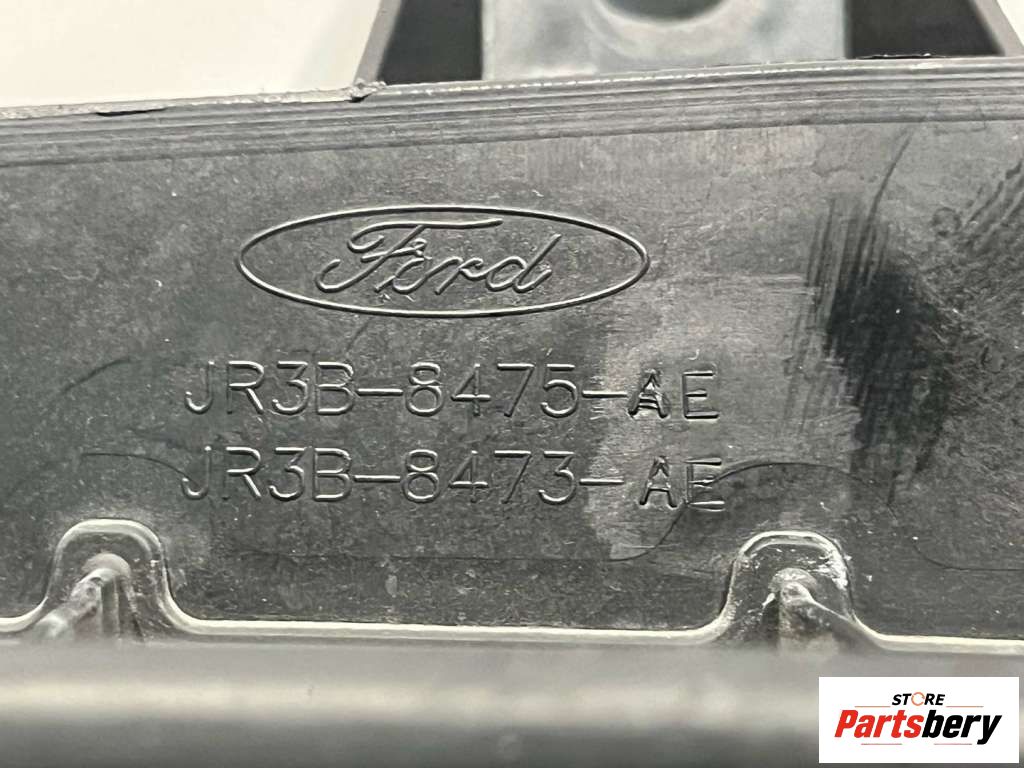 Ford
JR3B-8475-AE
JR3B-8473-AE
STORE
Partsbery